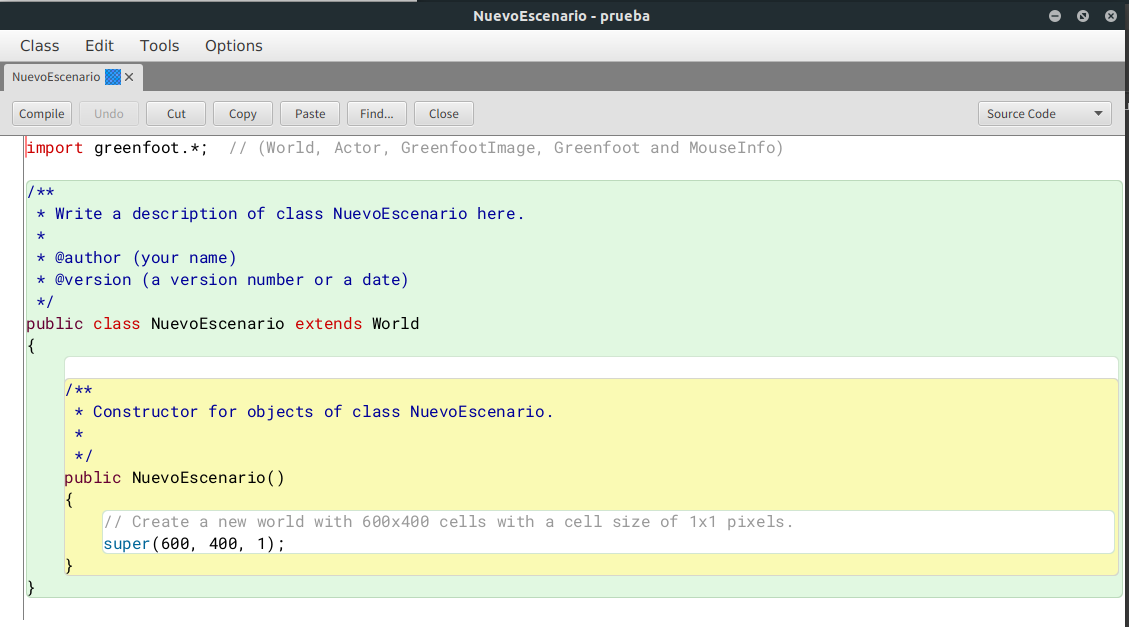 NuevoEscenario - prueba
Class Edit Tools Options
NuevoEscenario
Compile Undo Cut Copy Paste Find... Close Source Code
import greenfoot.*;  // (World, Actor, GreenfootImage, Greenfoot and MouseInfo)
/**
 * Write a description of class NuevoEscenario here.
 *
 * @author (your name)
 * @version (a version number or a date)
 */
public class NuevoEscenario extends World
{
    /**
     * Constructor for objects of class NuevoEscenario.
     *
     */
    public NuevoEscenario()
    {
        // Create a new world with 600x400 cells with a cell size of 1x1 pixels.
        super(600, 400, 1);
    }
}